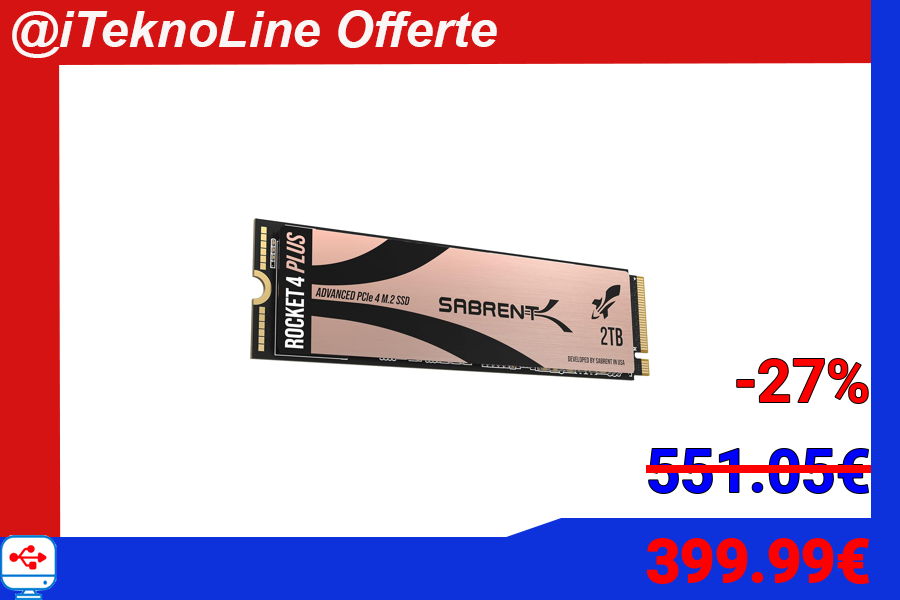 @iTeknoLine Offerte
ROCKET 4 PLUS
ADVANCED PCIe 4 M.2 SSD
SABRENT
2TB
DEVELOPED BY SABRENT IN USA
-27%
551.05€
399.99€